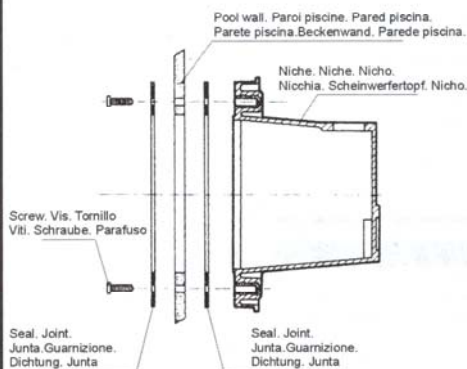 Pool wall. Paroi piscine. Pared piscina.
Parete piscina.Beckenwand. Parede piscina.
Niche. Niche. Nicho.
Nicchia. Scheinwerfertopf. Nicho.
Screw. Vis. Tornillo
Viti. Schraube. Parafuso
Seal. Joint.
Junta.Guarnizione.
Dichtung. Junta
Seal. Joint.
Junta.Guarnizione.
Dichtung. Junta